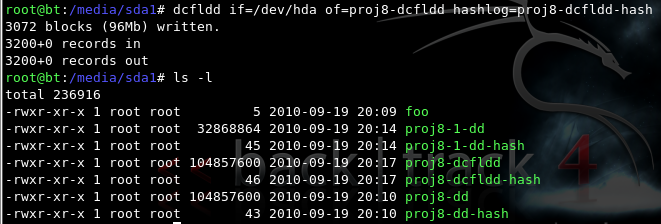 root@bt:/media/sda1# dcfldd if=/dev/hda of=proj8-dcfldd hashlog=proj8-dcfldd-hash
3072 blocks (96Mb) written.
3200+0 records in
3200+0 records out
root@bt:/media/sda1# ls -l
total 236916
-rwxr-xr-x 1 root root         5 2010-09-19 20:09 foo
-rwxr-xr-x 1 root root  32868864 2010-09-19 20:14 proj8-1-dd
-rwxr-xr-x 1 root root        45 2010-09-19 20:14 proj8-1-dd-hash
-rwxr-xr-x 1 root root 104857600 2010-09-19 20:17 proj8-dcfldd
-rwxr-xr-x 1 root root        46 2010-09-19 20:17 proj8-dcfldd-hash
-rwxr-xr-x 1 root root 104857600 2010-09-19 20:10 proj8-dd
-rwxr-xr-x 1 root root        43 2010-09-19 20:10 proj8-dd-hash
back | track 4